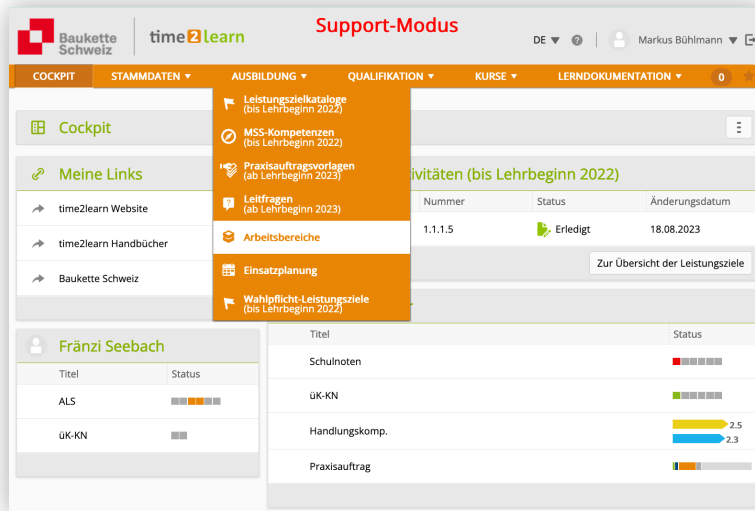 Support-Modus
Baukette
Schweiz
time2learn
DE ▼
Markus Bühlmann ▼
COCKPIT STAMMDATEN ▼ AUSBILDUNG ▼ QUALIFIKATION ▼ KURSE ▼ LERNDOKUMENTATION ▼ 0
Leistungszielkataloge
(bis Lehrbeginn 2022)
MSS-Kompetenzen
(bis Lehrbeginn 2022)
Praxisauftragsvorlagen
(ab Lehrbeginn 2023)
Leitfragen
(ab Lehrbeginn 2023)
Arbeitsbereiche
Einsatzplanung
Wahlpflicht-Leistungsziele
(bis Lehrbeginn 2022)
Cockpit
Meine Links
time2learn Website
time2learn Handbücher
Baukette Schweiz
(bis Lehrbeginn 2022)
Nummer Status Änderungsdatum
1.1.1.5 Erledigt 18.08.2023
Zur Übersicht der Leistungsziele
Fränzi Seebach
Titel Status
ALS
üK-KN
Titel Status
Schulnoten
üK-KN
Handlungskomp. 2.5
2.3
Praxisauftrag